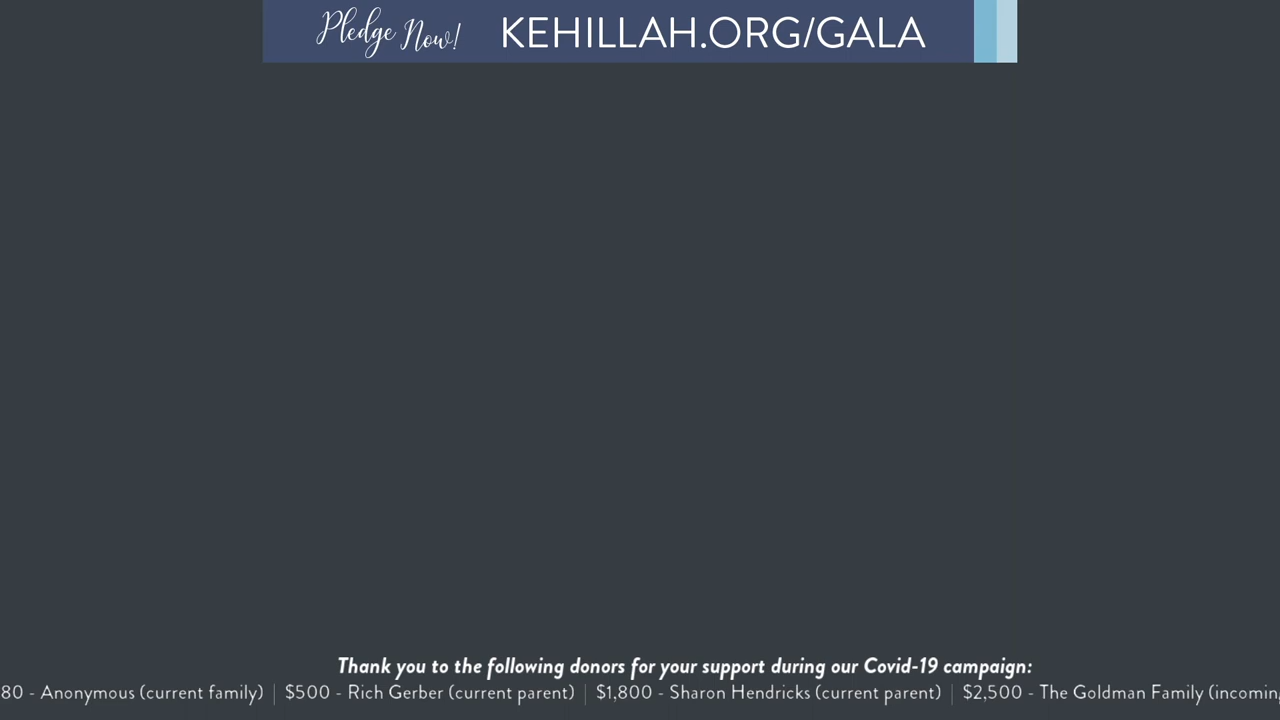 Pledge Now! KEHILLAH.ORG/GALA
Thank you to the following donors for your support during our Covid-19 campaign:
80 - Anonymous (current family) | $500 - Rich Gerber (current parent) | $1,800 - Sharon Hendricks (current parent) | $2,500 - The Goldman Family